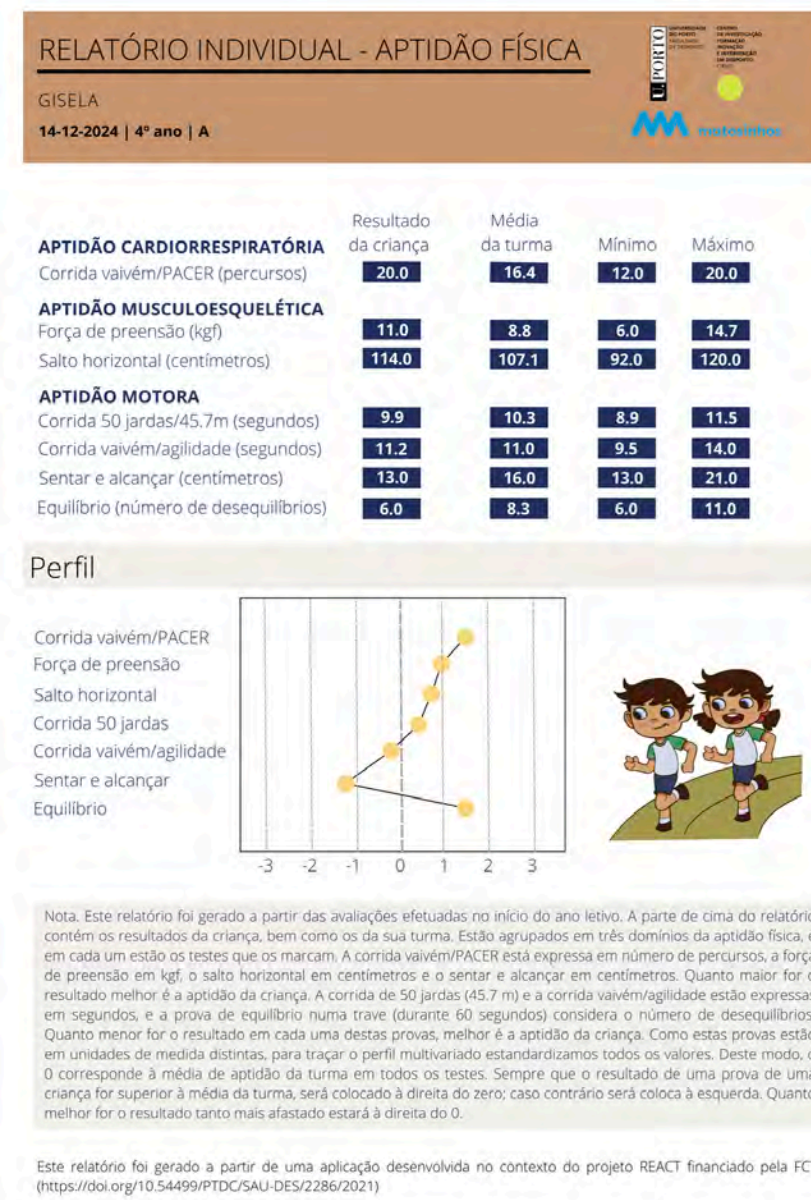 RELATÓRIO INDIVIDUAL - APTIDÃO FÍSICA
GISELA
14-12-2024 | 4º ano | A
U.PORTO
UNIVERSIDADE
DO PORTO
FACULDADE
DE DESPORTO
CENTRO
DE INVESTIGAÇÃO
FORMAÇÃO
INOVAÇÃO
E INTERVENÇÃO
EM DESPORTO
matosinhos
Resultado da criança Média da turma Mínimo Máximo
APTIDÃO CARDIORRESPIRATÓRIA
Corrida vaivém/PACER (percursos) 20.0 16.4 12.0 20.0
APTIDÃO MUSCULOESQUELÉTICA
Força de preensão (kgf) 11.0 8.8 6.0 14.7
Salto horizontal (centímetros) 114.0 107.1 92.0 120.0
APTIDÃO MOTORA
Corrida 50 jardas/45.7m (segundos) 9.9 10.3 8.9 11.5
Corrida vaivém/agilidade (segundos) 11.2 11.0 9.5 14.0
Sentar e alcançar (centímetros) 13.0 16.0 13.0 21.0
Equilíbrio (número de desequilíbrios) 6.0 8.3 6.0 11.0
Perfil
Corrida vaivém/PACER
Força de preensão
Salto horizontal
Corrida 50 jardas
Corrida vaivém/agilidade
Sentar e alcançar
Equilíbrio
-3 -2 -1 0 1 2 3
Nota. Este relatório foi gerado a partir das avaliações efetuadas no início do ano letivo. A parte de cima do relatório
contém os resultados da criança, bem como os da sua turma. Estão agrupados em três domínios da aptidão física, e
em cada um estão os testes que os marcam. A corrida vaivém/PACER está expressa em número de percursos, a força
de preensão em kgf, o salto horizontal em centímetros e o sentar e alcançar em centímetros. Quanto maior for o
resultado melhor é a aptidão da criança. A corrida de 50 jardas (45.7 m) e a corrida vaivém/agilidade estão expressas
em segundos, e a prova de equilíbrio numa trave (durante 60 segundos) considera o número de desequilíbrios.
Quanto menor for o resultado em cada uma destas provas, melhor é a aptidão da criança. Como estas provas estão
em unidades de medida distintas, para traçar o perfil multivariado estandardizamos todos os valores. Deste modo, o
0 corresponde à média de aptidão da turma em todos os testes. Sempre que o resultado de uma prova de uma
criança for superior à média da turma, será colocado à direita do zero; caso contrário será coloca à esquerda. Quanto
melhor for o resultado tanto mais afastado estará à direita do 0.
Este relatório foi gerado a partir de uma aplicação desenvolvida no contexto do projeto REACT financiado pela FC
(https://doi.org/10.54499/PTDC/SAU-DES/2286/2021)